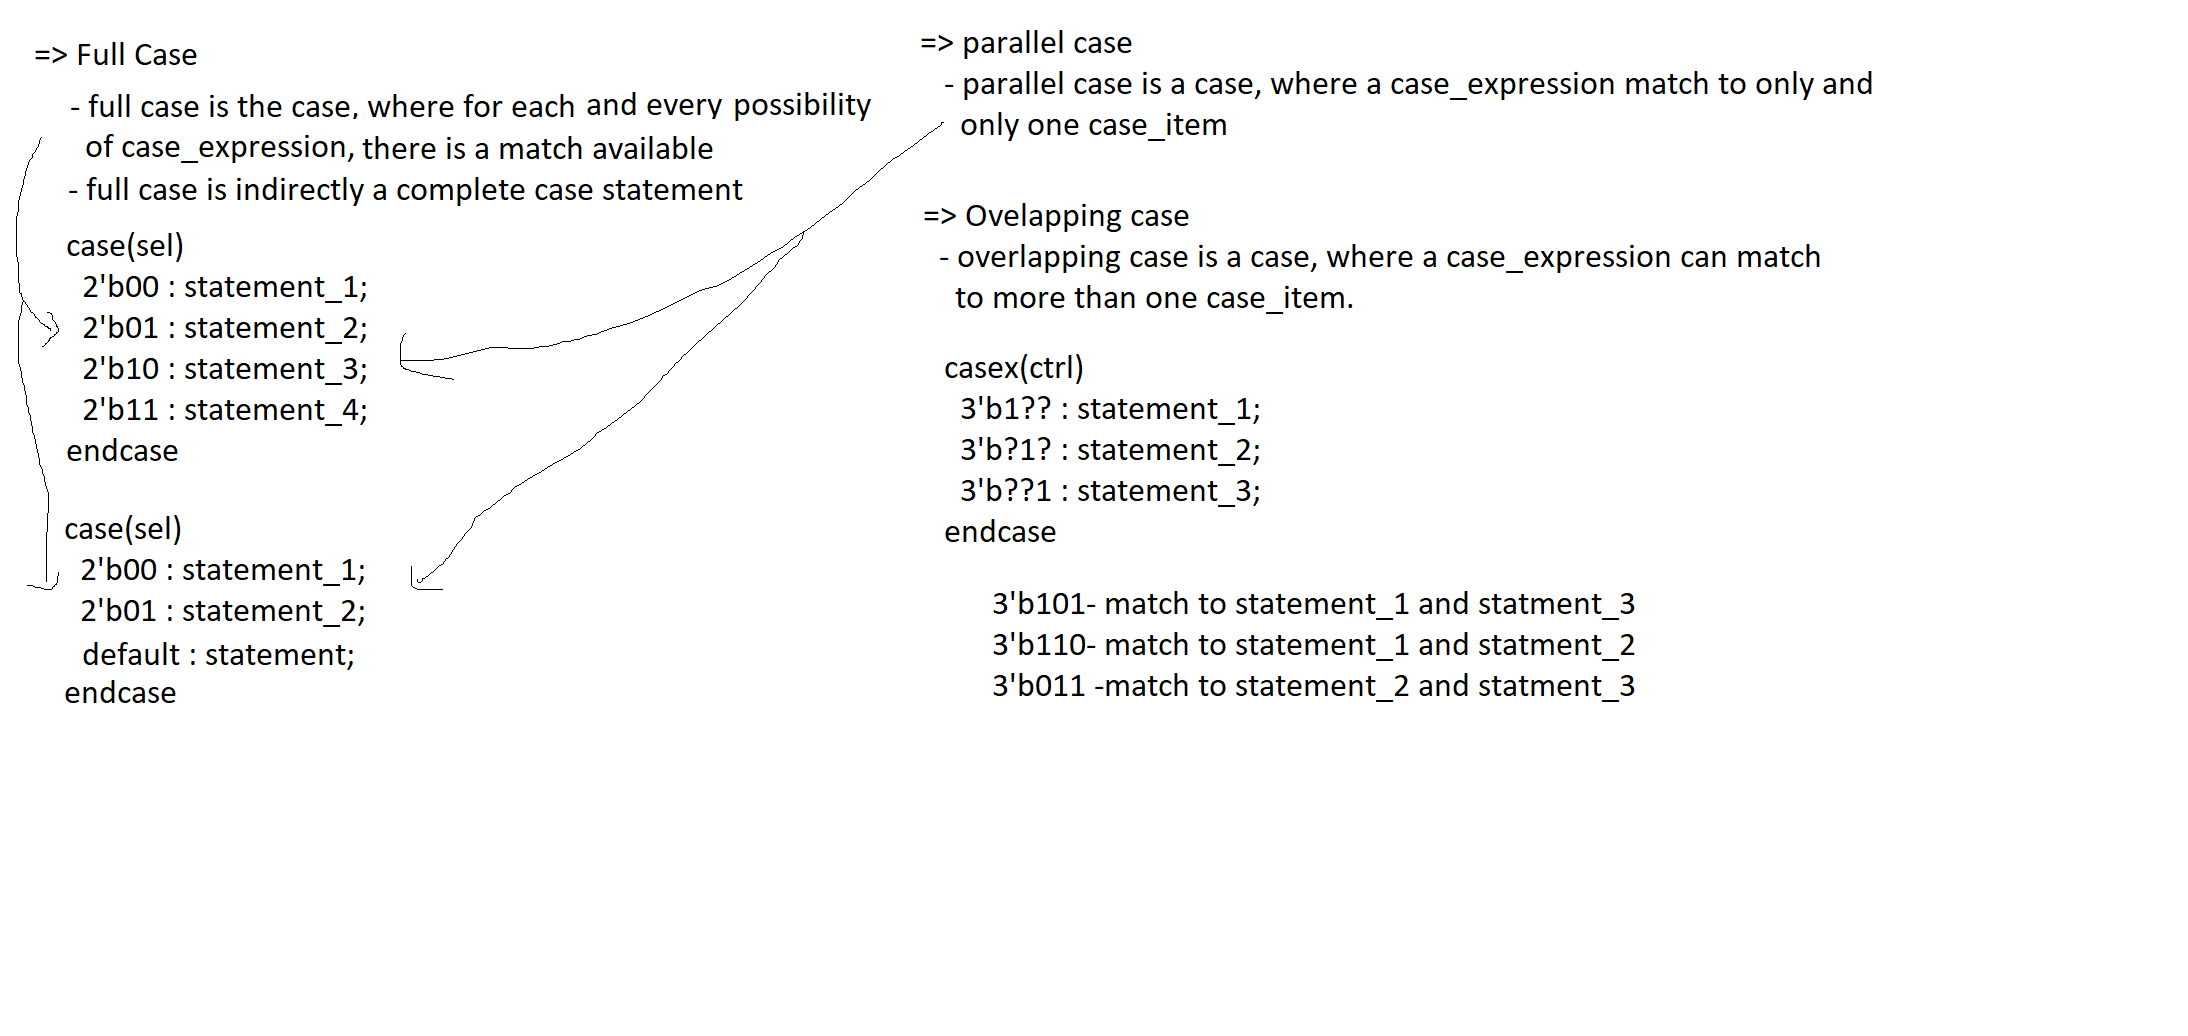 => Full Case
- full case is the case, where for each and every possibility
of case_expression, there is a match available
- full case is indirectly a complete case statement
case(sel)
2'b00 : statement_1;
2'b01 : statement_2;
2'b10 : statement_3;
2'b11 : statement_4;
endcase
case(sel)
2'b00 : statement_1;
2'b01 : statement_2;
default : statement;
endcase
=> parallel case
- parallel case is a case, where a case_expression match to only and
only one case_item
=> Ovelapping case
- overlapping case is a case, where a case_expression can match
to more than one case_item.
casex(ctrl)
3'b1?? : statement_1;
3'b?1? : statement_2;
3'b??1 : statement_3;
endcase
3'b101- match to statement_1 and statment_3
3'b110- match to statement_1 and statment_2
3'b011 -match to statement_2 and statment_3